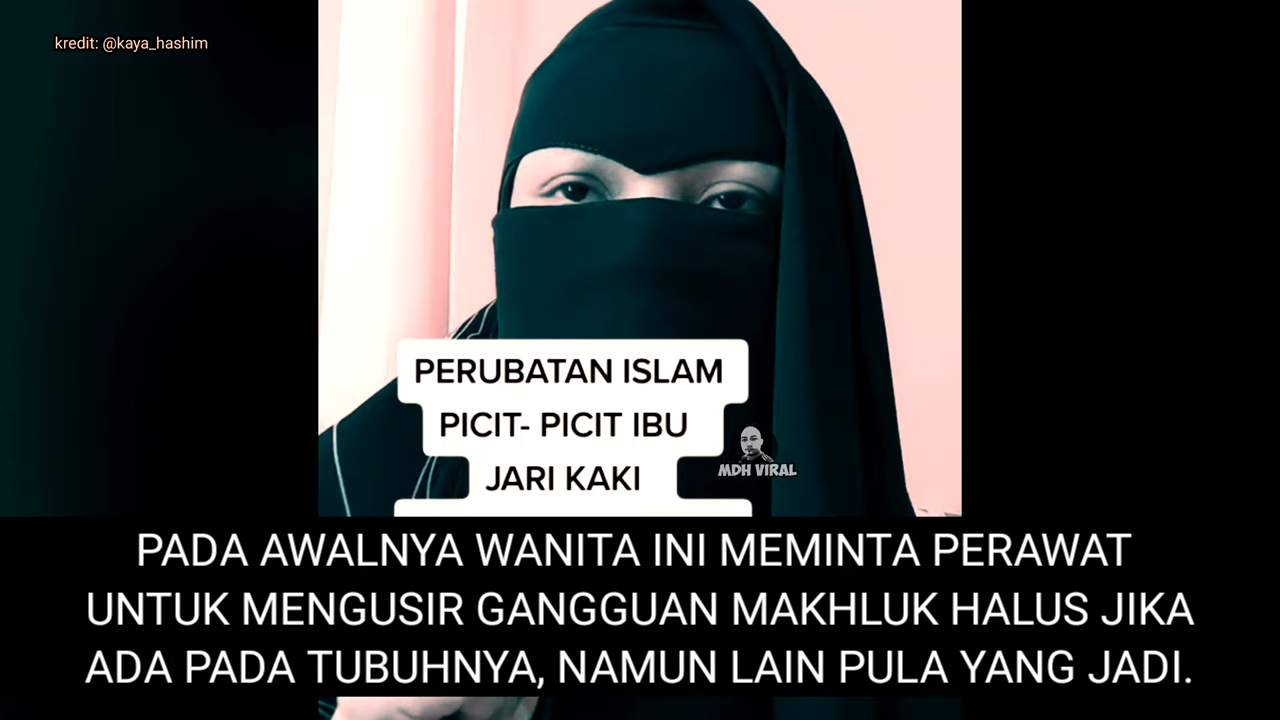 kredit: @kaya_hashim
PERUBATAN ISLAM
PICIT- PICIT IBU
JARI KAKI
MDH VIRAL
PADA AWALNYA WANITA INI MEMINTA PERAWAT
UNTUK MENGUSIR GANGGUAN MAKHLUK HALUS JIKA
ADA PADA TUBUHNYA, NAMUN LAIN PULA YANG JADI.